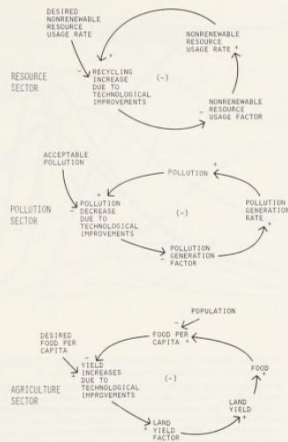 DESIRED
NONRENEWABLE
RESOURCE
USAGE RATE
NONRENEWABLE
RESOURCE
USAGE RATE +
+
-
RECYCLING
INCREASE
DUE TO
TECHNOLOGICAL
IMPROVEMENTS
(-)
RESOURCE
SECTOR
-
NONRENEWABLE
RESOURCE
USAGE FACTOR
+
ACCEPTABLE
POLLUTION
POLLUTION
+
+
-
POLLUTION
DECREASE
DUE TO
TECHNOLOGICAL
IMPROVEMENTS
(-)
POLLUTION
GENERATION
RATE
+
POLLUTION
SECTOR
-
POLLUTION
GENERATION
FACTOR
POPULATION
-
DESIRED
FOOD PER
CAPITA
FOOD PER
CAPITA +
-
+
YIELD
INCREASES
DUE TO
TECHNOLOGICAL
IMPROVEMENTS
(-)
FOOD
+
AGRICULTURE
SECTOR
LAND
YIELD +
+
LAND
YIELD
FACTOR